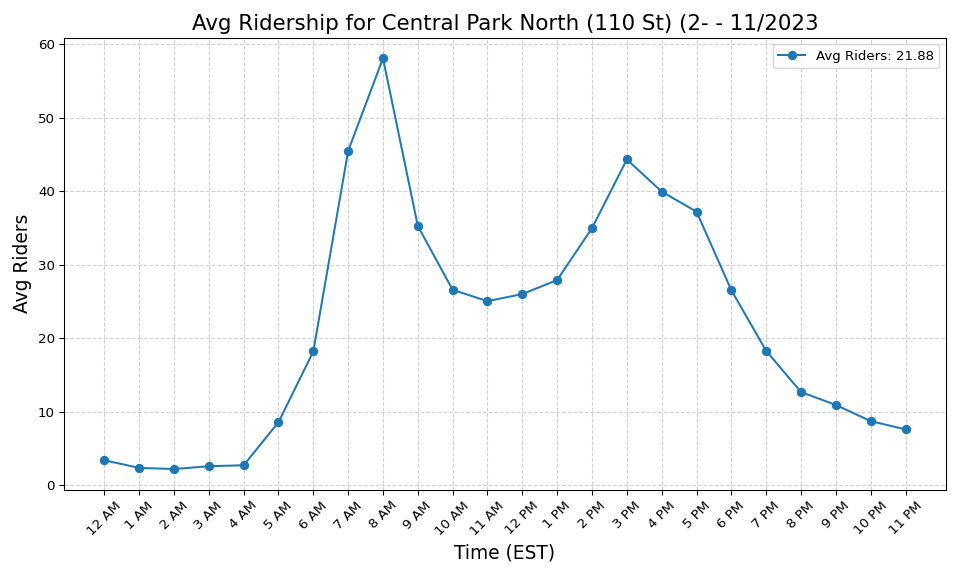 Avg Ridership for Central Park North (110 St) (2- - 11/2023
Avg Riders: 21.88
60
50
40
30
20
10
0
Avg Riders
12 AM
1 AM
2 AM
3 AM
4 AM
5 AM
6 AM
7 AM
8 AM
9 AM
10 AM
11 AM
12 PM
1 PM
2 PM
3 PM
4 PM
5 PM
6 PM
7 PM
8 PM
9 PM
10 PM
11 PM
Time (EST)